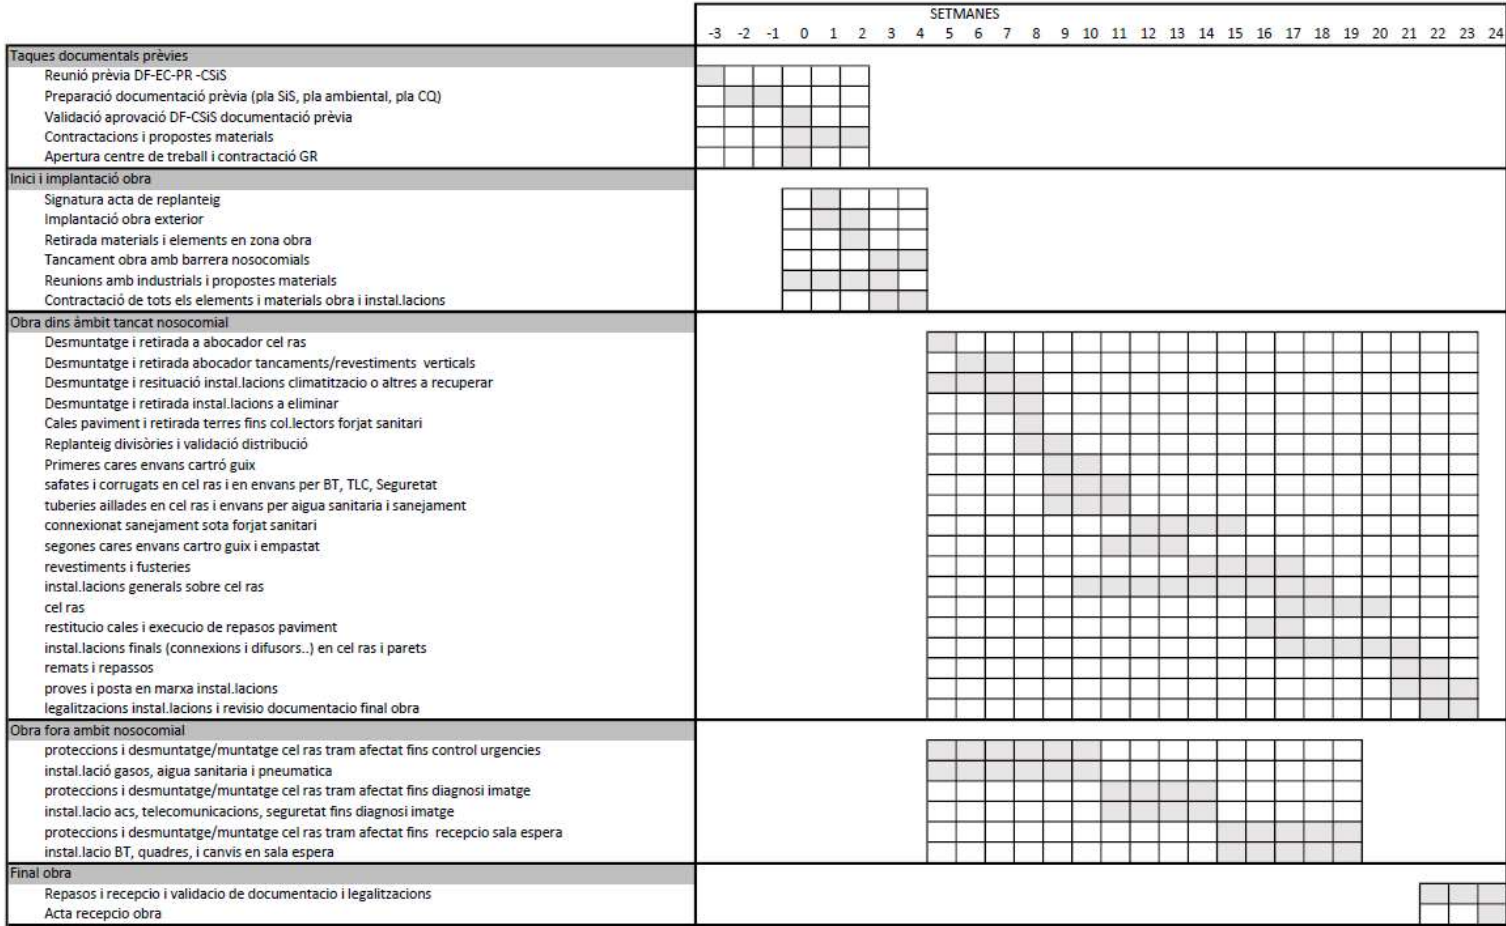 SETMANES
-3 -2 -1 0 1 2 3 4 5 6 7 8 9 10 11 12 13 14 15 16 17 18 19 20 21 22 23 24
Taques documentals prèvies
Reunió prèvia DF-EC-PR -CSiS
Preparació documentació prèvia (pla SiS, pla ambiental, pla CQ)
Validació aprovació DF-CSiS documentació prèvia
Contractacions i propostes materials
Apertura centre de treball i contractació GR
Inici i implantació obra
Signatura acta de replanteig
Implantació obra exterior
Retirada materials i elements en zona obra
Tancament obra amb barrera nosocomials
Reunions amb industrials i propostes materials
Contractació de tots els elements i materials obra i instal.lacions
Obra dins àmbit tancat nosocomial
Desmuntatge i retirada a abocador cel ras
Desmuntatge i retirada abocador tancaments/revestiments verticals
Desmuntatge i resituació instal.lacions climatització o altres a recuperar
Desmuntatge i retirada instal.lacions a eliminar
Cales paviment i retirada terres fins col.lectors forjat sanitari
Replanteig divisòries i validació distribució
Primeres cares envans cartró guix
safates i corrugats en cel ras i en envans per BT, TLC, Seguretat
tuberies aillades en cel ras i envans per aigua sanitaria i sanejament
connexionat sanejament sota forjat sanitari
segones cares envans cartro guix i empastat
revestiments i fusteries
instal.lacions generals sobre cel ras
cel ras
restitucio cales i execucio de repasos paviment
instal.lacions finals (connexions i difusors..) en cel ras i parets
remats i repassos
proves i posta en marxa instal.lacions
legalitzacions instal.lacions i revisio documentacio final obra
Obra fora ambit nosocomial
proteccions i desmuntatge/muntatge cel ras tram afectat fins control urgencies
instal.lació gasos, aigua sanitaria i pneumatica
proteccions i desmuntatge/muntatge cel ras tram afectat fins diagnosi imatge
instal.lacio acs, telecomunicacions, seguretat fins diagnosi imatge
proteccions i desmuntatge/muntatge cel ras tram afectat fins recepcio sala espera
instal.lacio BT, quadres, i canvis en sala espera
Final obra
Repasos i recepcio i validacio de documentacio i legalitzacions
Acta recepcio obra